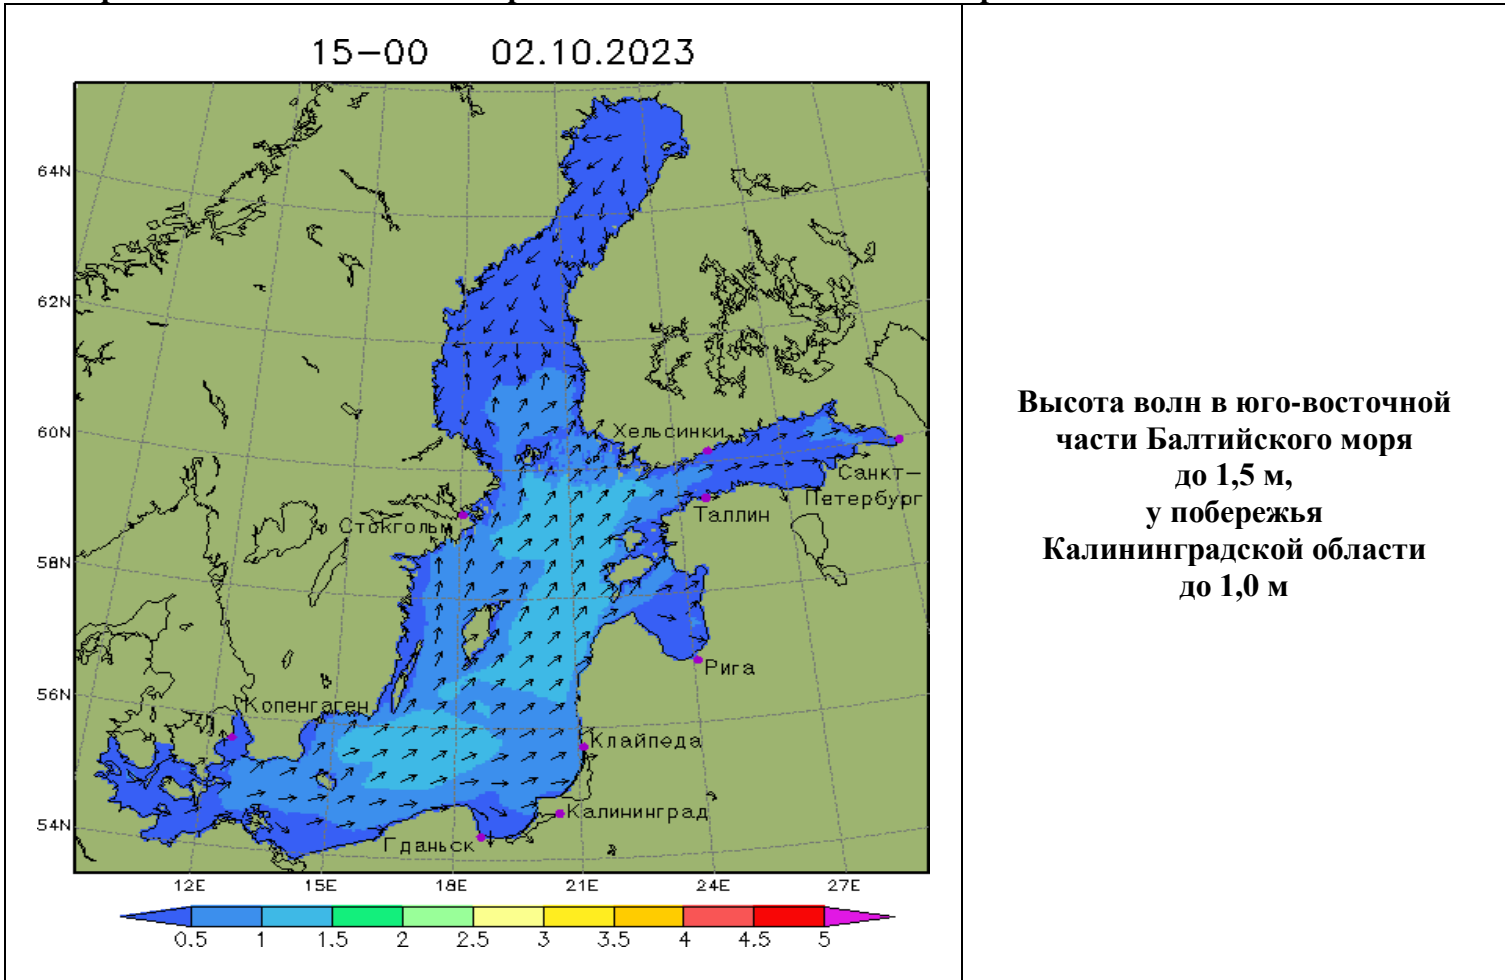 15-00 02.10.2023
64N
62N
60N
58N
56N
54N
Хельсинки
Санкт-
Петербург
Таллин
Стокгольм
Рига
Копенгаген
Клайпеда
Калининград
Гданьск
12E 15E 18E 21E 24E 27E
0.5 1 1.5 2 2.5 3 3.5 4 4.5 5
Высота волн в юго-восточной
части Балтийского моря
до 1,5 м,
у побережья
Калининградской области
до 1,0 м